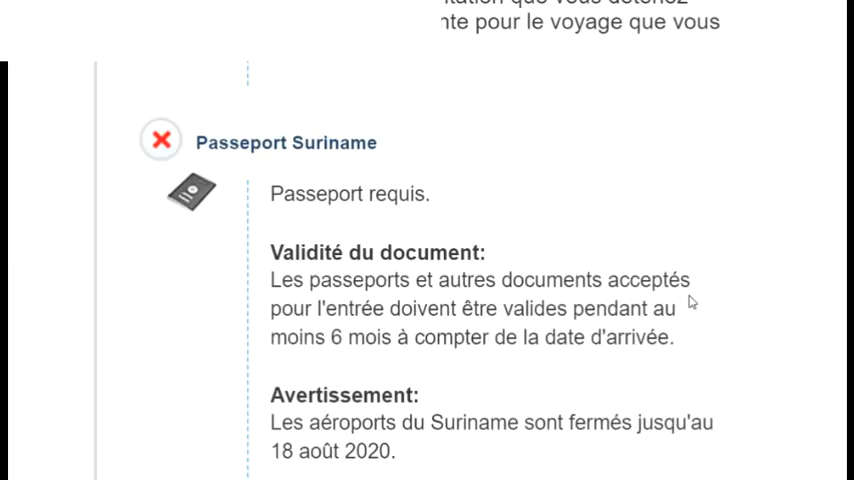 que vous
nte pour le voyage que vous
Passeport Suriname
Passeport requis.
Validité du document:
Les passeports et autres documents acceptés
pour l'entrée doivent être valides pendant au
moins 6 mois à compter de la date d'arrivée.
Avertissement:
Les aéroports du Suriname sont fermés jusqu'au
18 août 2020.